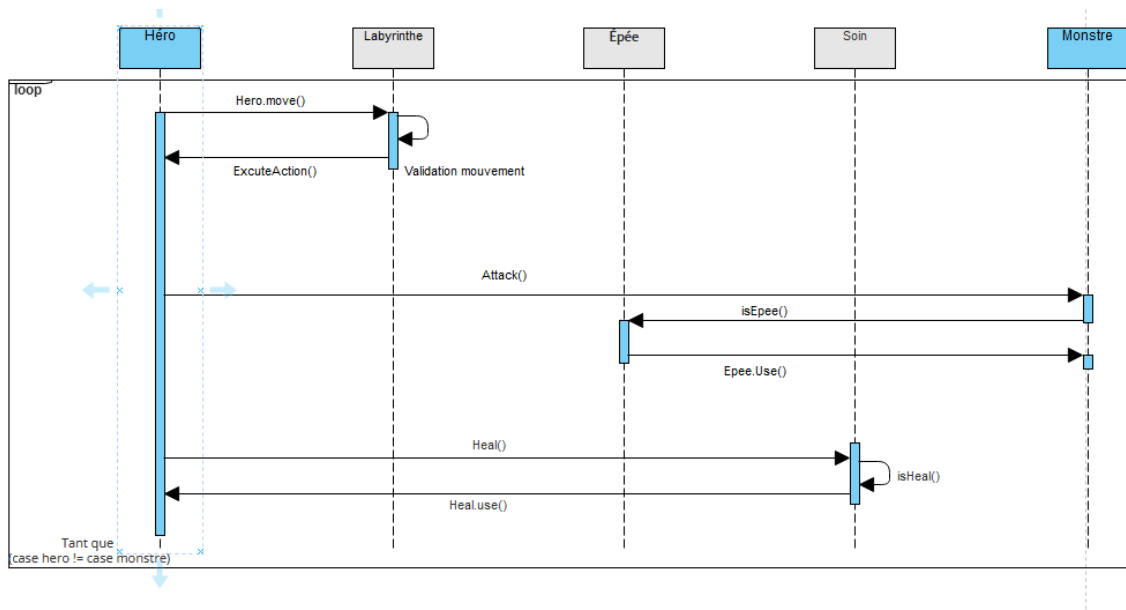 Héro
Labyrinthe
Épée
Soin
Monstre
loop
Hero.move()
ExcuteAction()
Validation mouvement
Attack()
isEpee()
Epee.Use()
Heal()
isHeal()
Heal.use()
Tant que
(case hero != case monstre)